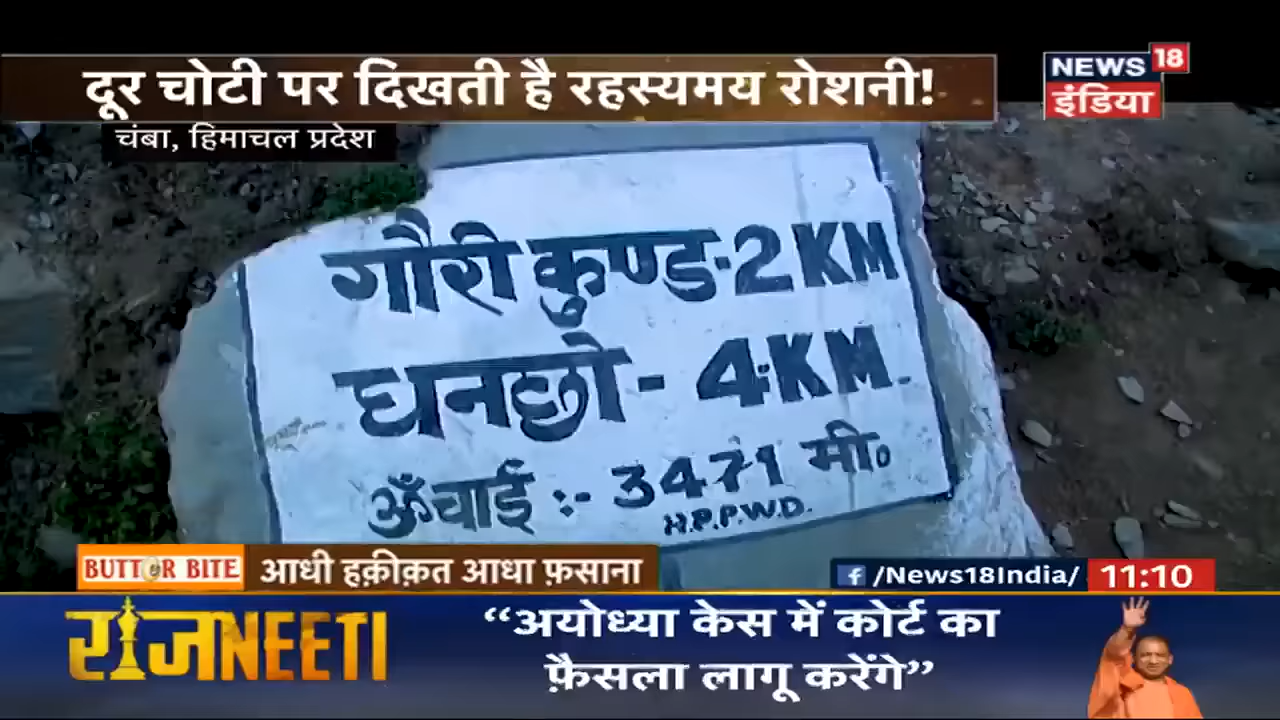 दूर चोटी पर दिखती है रहस्यमय रोशनी!
NEWS 18
इंडिया
चंबा, हिमाचल प्रदेश
गौरी कुण्ड-2 KM
घनछो - 4 KM.
ऊँचाई :- 3471 मी०
H.P.P.W.D.
BUTTER BITE आधी हक़ीक़त आधा फ़साना
f /News18India/ 11:10
राजNEETI
“अयोध्या केस में कोर्ट का
फ़ैसला लागू करेंगे”